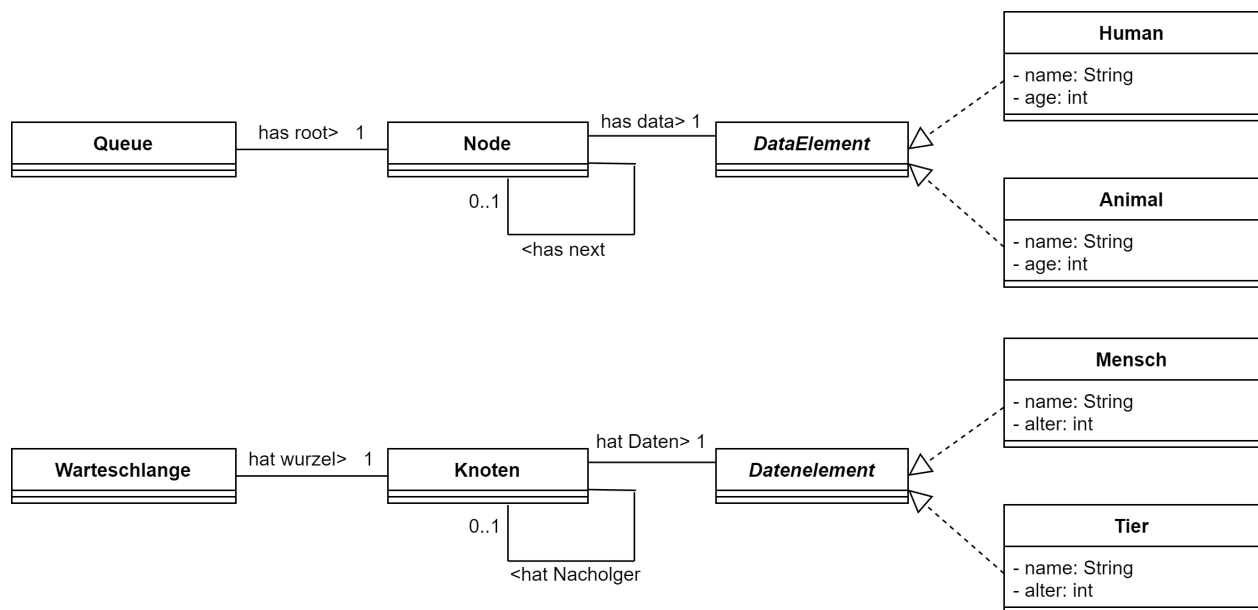 Human
- name: String
- age: int
Queue
has root> 1
Node
has data> 1
DataElement
0..1
<has next
Animal
- name: String
- age: int
Mensch
- name: String
- alter: int
Warteschlange
hat wurzel> 1
Knoten
hat Daten> 1
Datenelement
0..1
<hat Nacholger
Tier
- name: String
- alter: int